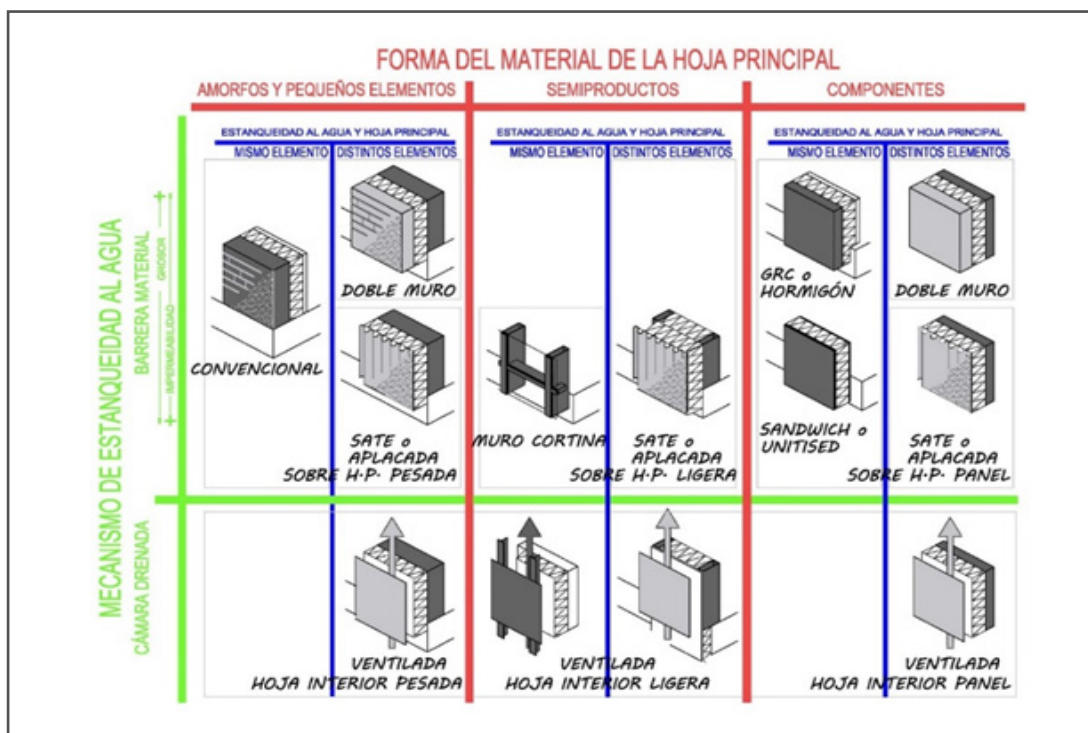 FORMA DEL MATERIAL DE LA HOJA PRINCIPAL
AMORFOS Y PEQUEÑOS ELEMENTOS
SEMIPRODUCTOS
COMPONENTES
ESTANQUEIDAD AL AGUA Y HOJA PRINCIPAL
MISMO ELEMENTO
DISTINTOS ELEMENTOS
ESTANQUEIDAD AL AGUA Y HOJA PRINCIPAL
MISMO ELEMENTO
DISTINTOS ELEMENTOS
ESTANQUEIDAD AL AGUA Y HOJA PRINCIPAL
MISMO ELEMENTO
DISTINTOS ELEMENTOS
MECANISMO DE ESTANQUEIDAD AL AGUA
BARRERA MATERIAL
+ GROSOR
IMPERMEABILIDAD +
CONVENCIONAL
DOBLE MURO
SATE o
APLACADA
SOBRE H.P. PESADA
MURO CORTINA
SATE o
APLACADA
SOBRE H.P. LIGERA
GRC o
HORMIGÓN
DOBLE MURO
SANDWICH o
UNITISED
SATE o
APLACADA
SOBRE H.P. PANEL
CÁMARA DRENADA
VENTILADA
HOJA INTERIOR PESADA
VENTILADA
HOJA INTERIOR LIGERA
VENTILADA
HOJA INTERIOR PANEL